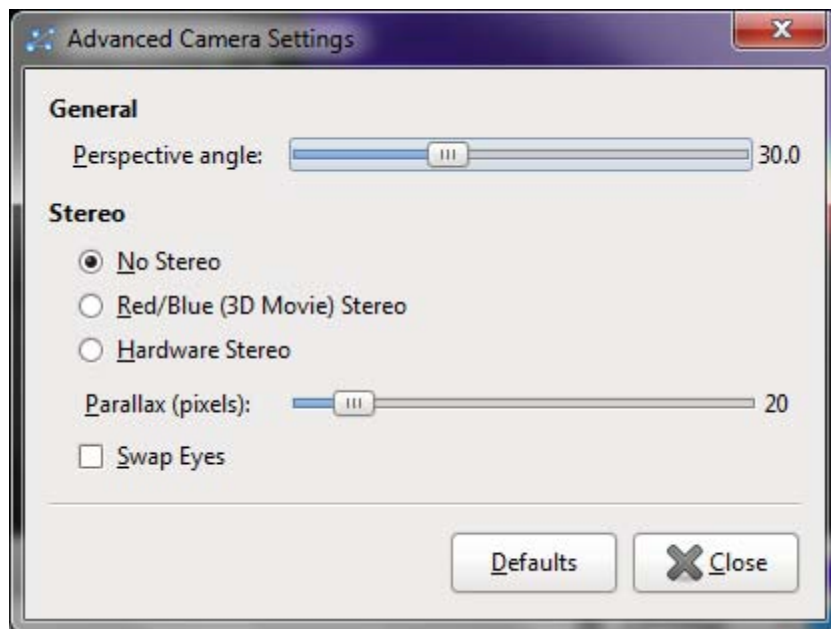 Advanced Camera Settings
General
Perspective angle: 30.0
Stereo
No Stereo
Red/Blue (3D Movie) Stereo
Hardware Stereo
Parallax (pixels): 20
Swap Eyes
Defaults Close